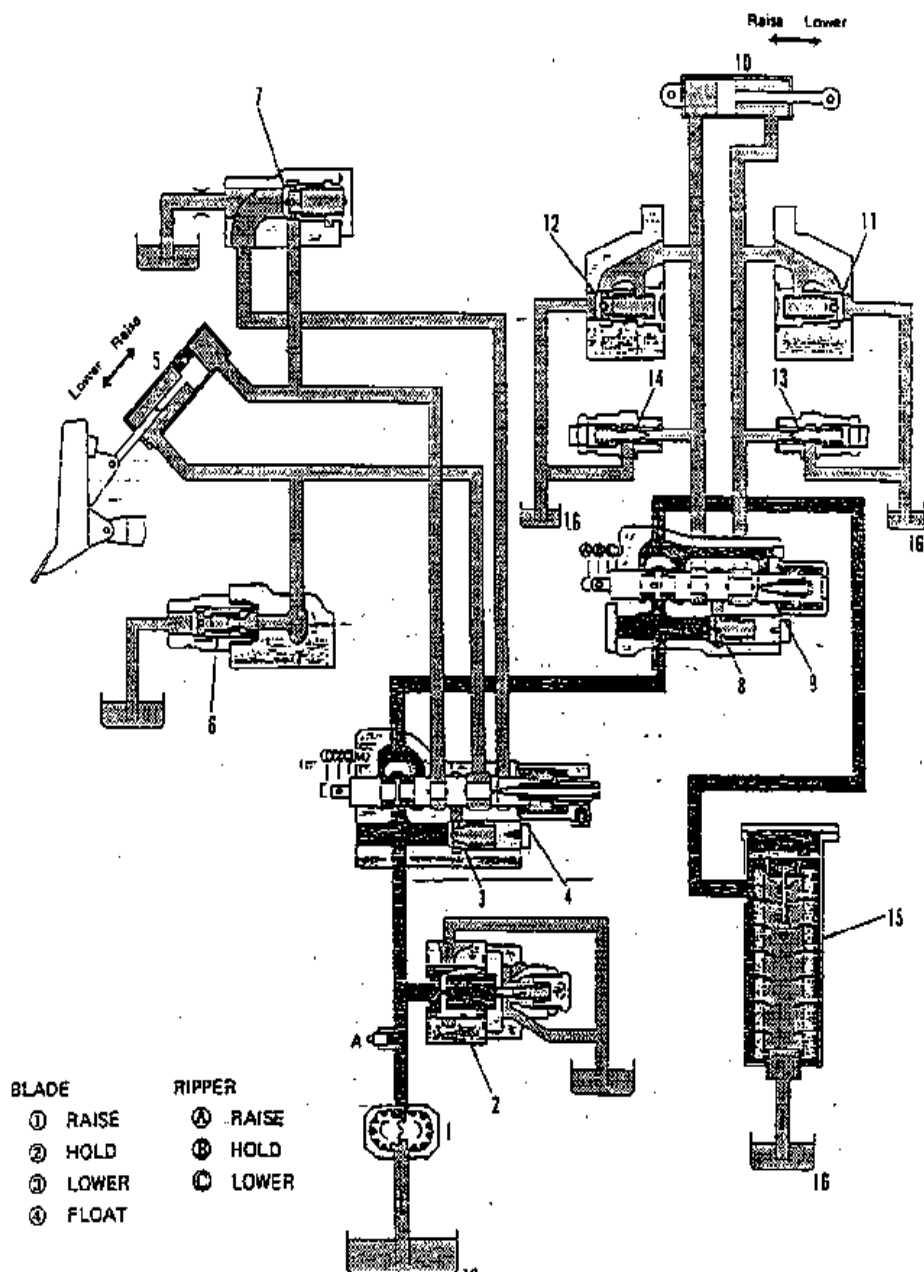 Raise Lower
10
7
12
11
Lower Raise
5
14
13
16
16
ⒶⒷⒸ
6
8
9
3
4
15
A
2
1
16
BLADE
① RAISE
② HOLD
③ LOWER
④ FLOAT
RIPPER
Ⓐ RAISE
Ⓑ HOLD
Ⓒ LOWER